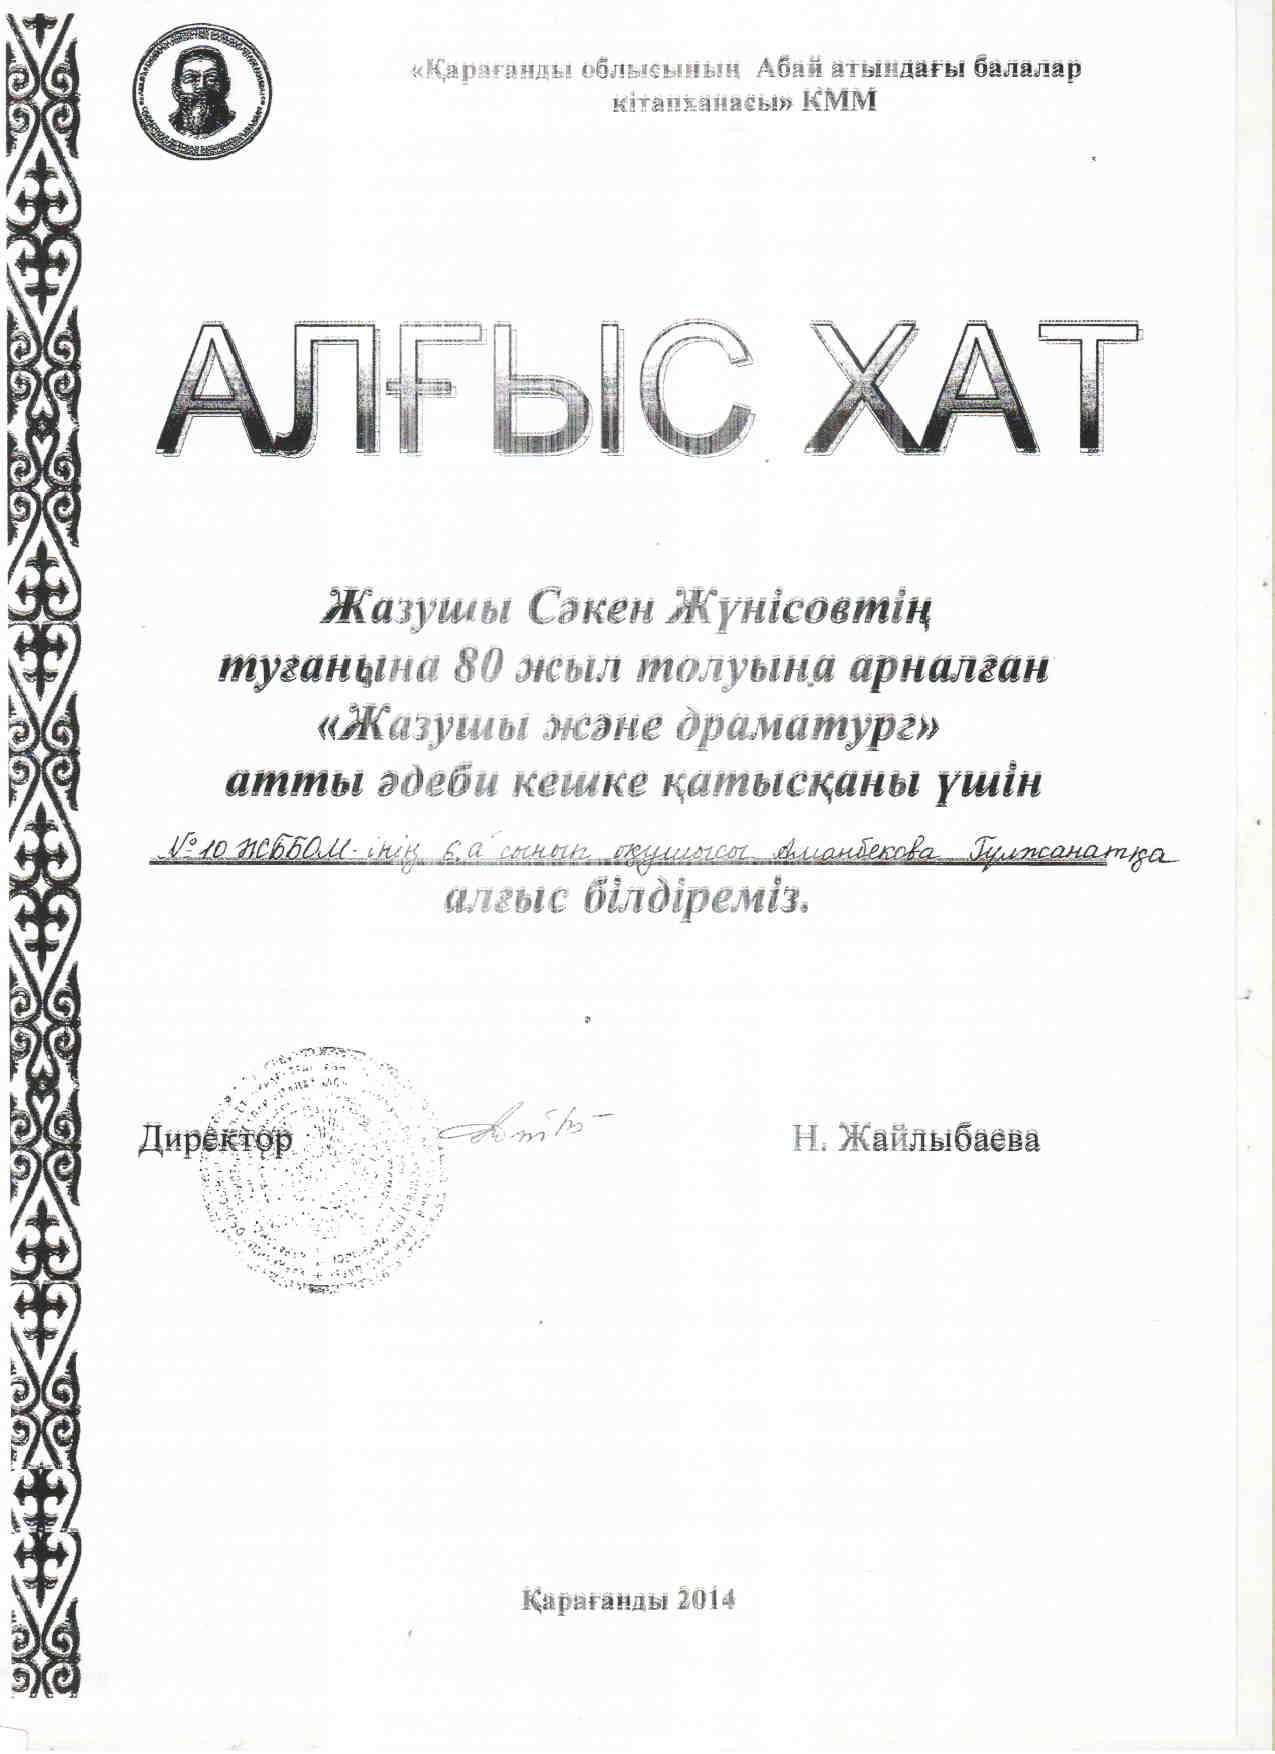 «Қарағанды облысының Абай атындағы балалар
кітапханасы» КММ
АЛҒЫС ХАТ
Жазушы Сәкен Жүнісовтің
туғанына 80 жыл толуына арналған
«Жазушы және драматург»
атты әдеби кешке қатысқаны үшін
№10 ЖББОМ-інің 6 "а" сынып оқушысы Аманбекова Гүлжанатқа
алғыс білдіреміз.
Директор Н. Жайлыбаева
Қарағанды 2014